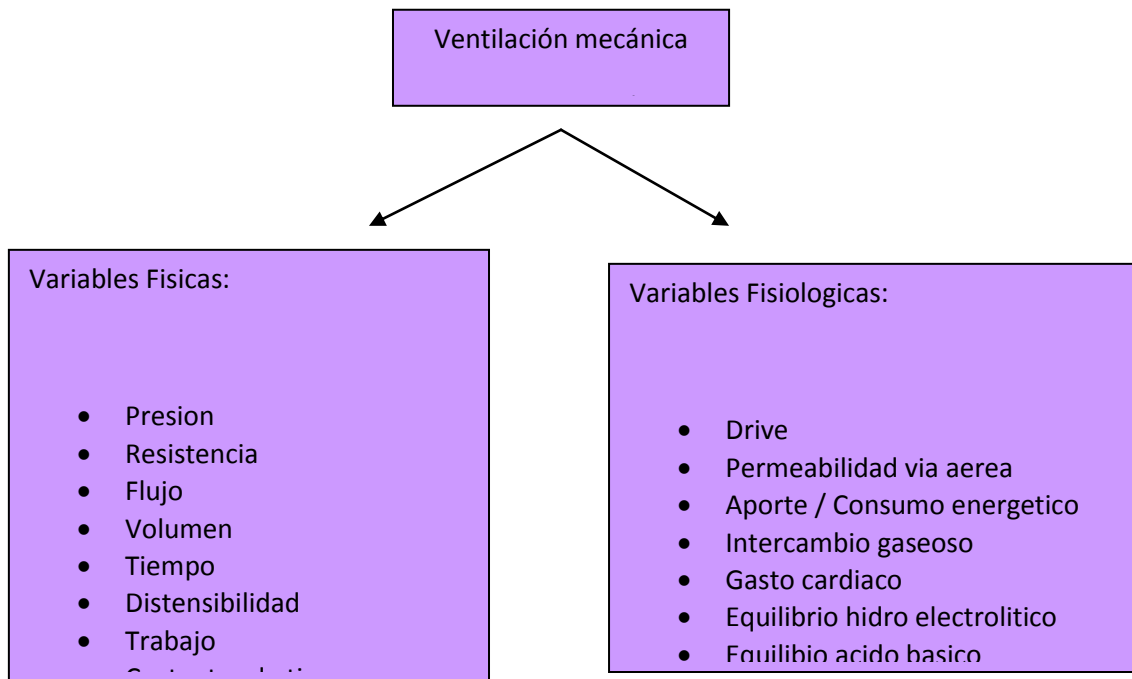 Ventilación mecánica
Variables Fisicas:
• Presion
• Resistencia
• Flujo
• Volumen
• Tiempo
• Distensibilidad
• Trabajo
Variables Fisiologicas:
• Drive
• Permeabilidad via aerea
• Aporte / Consumo energetico
• Intercambio gaseoso
• Gasto cardiaco
• Equilibrio hidro electrolitico
• Equilibio acido basico